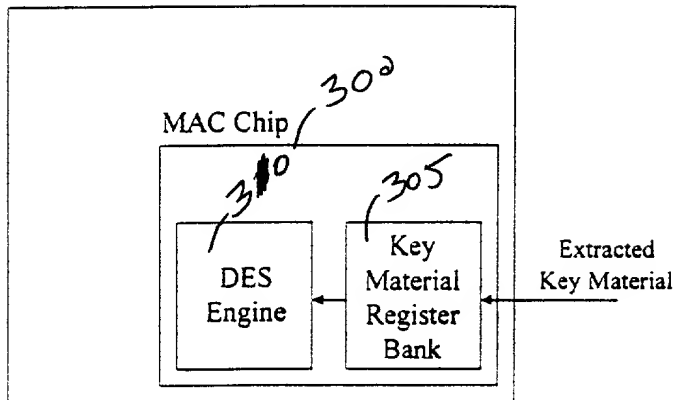 300
MAC Chip
310
305
DES
Engine
Key
Material
Register
Bank
Extracted
Key Material